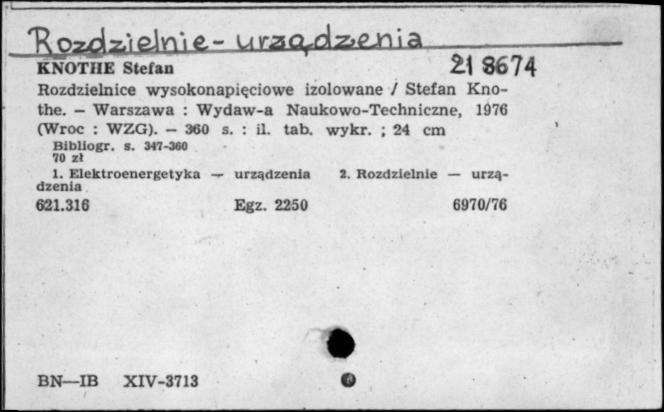 Rozdzielnie - urządzenia
KNOTHE Stefan 21 8674
Rozdzielnice wysokonapięciowe izolowane / Stefan Kno-
the. — Warszawa : Wydaw-a Naukowo-Techniczne, 1976
(Wroc : WZG). — 360 s. : il. tab. wykr. ; 24 cm
Bibliogr. s. 347-360
70 zł
1. Elektroenergetyka — urządzenia 2. Rozdzielnie — urzą-
dzenia
621.316 Egz. 2250 6970/76
BN—IB XIV-3713